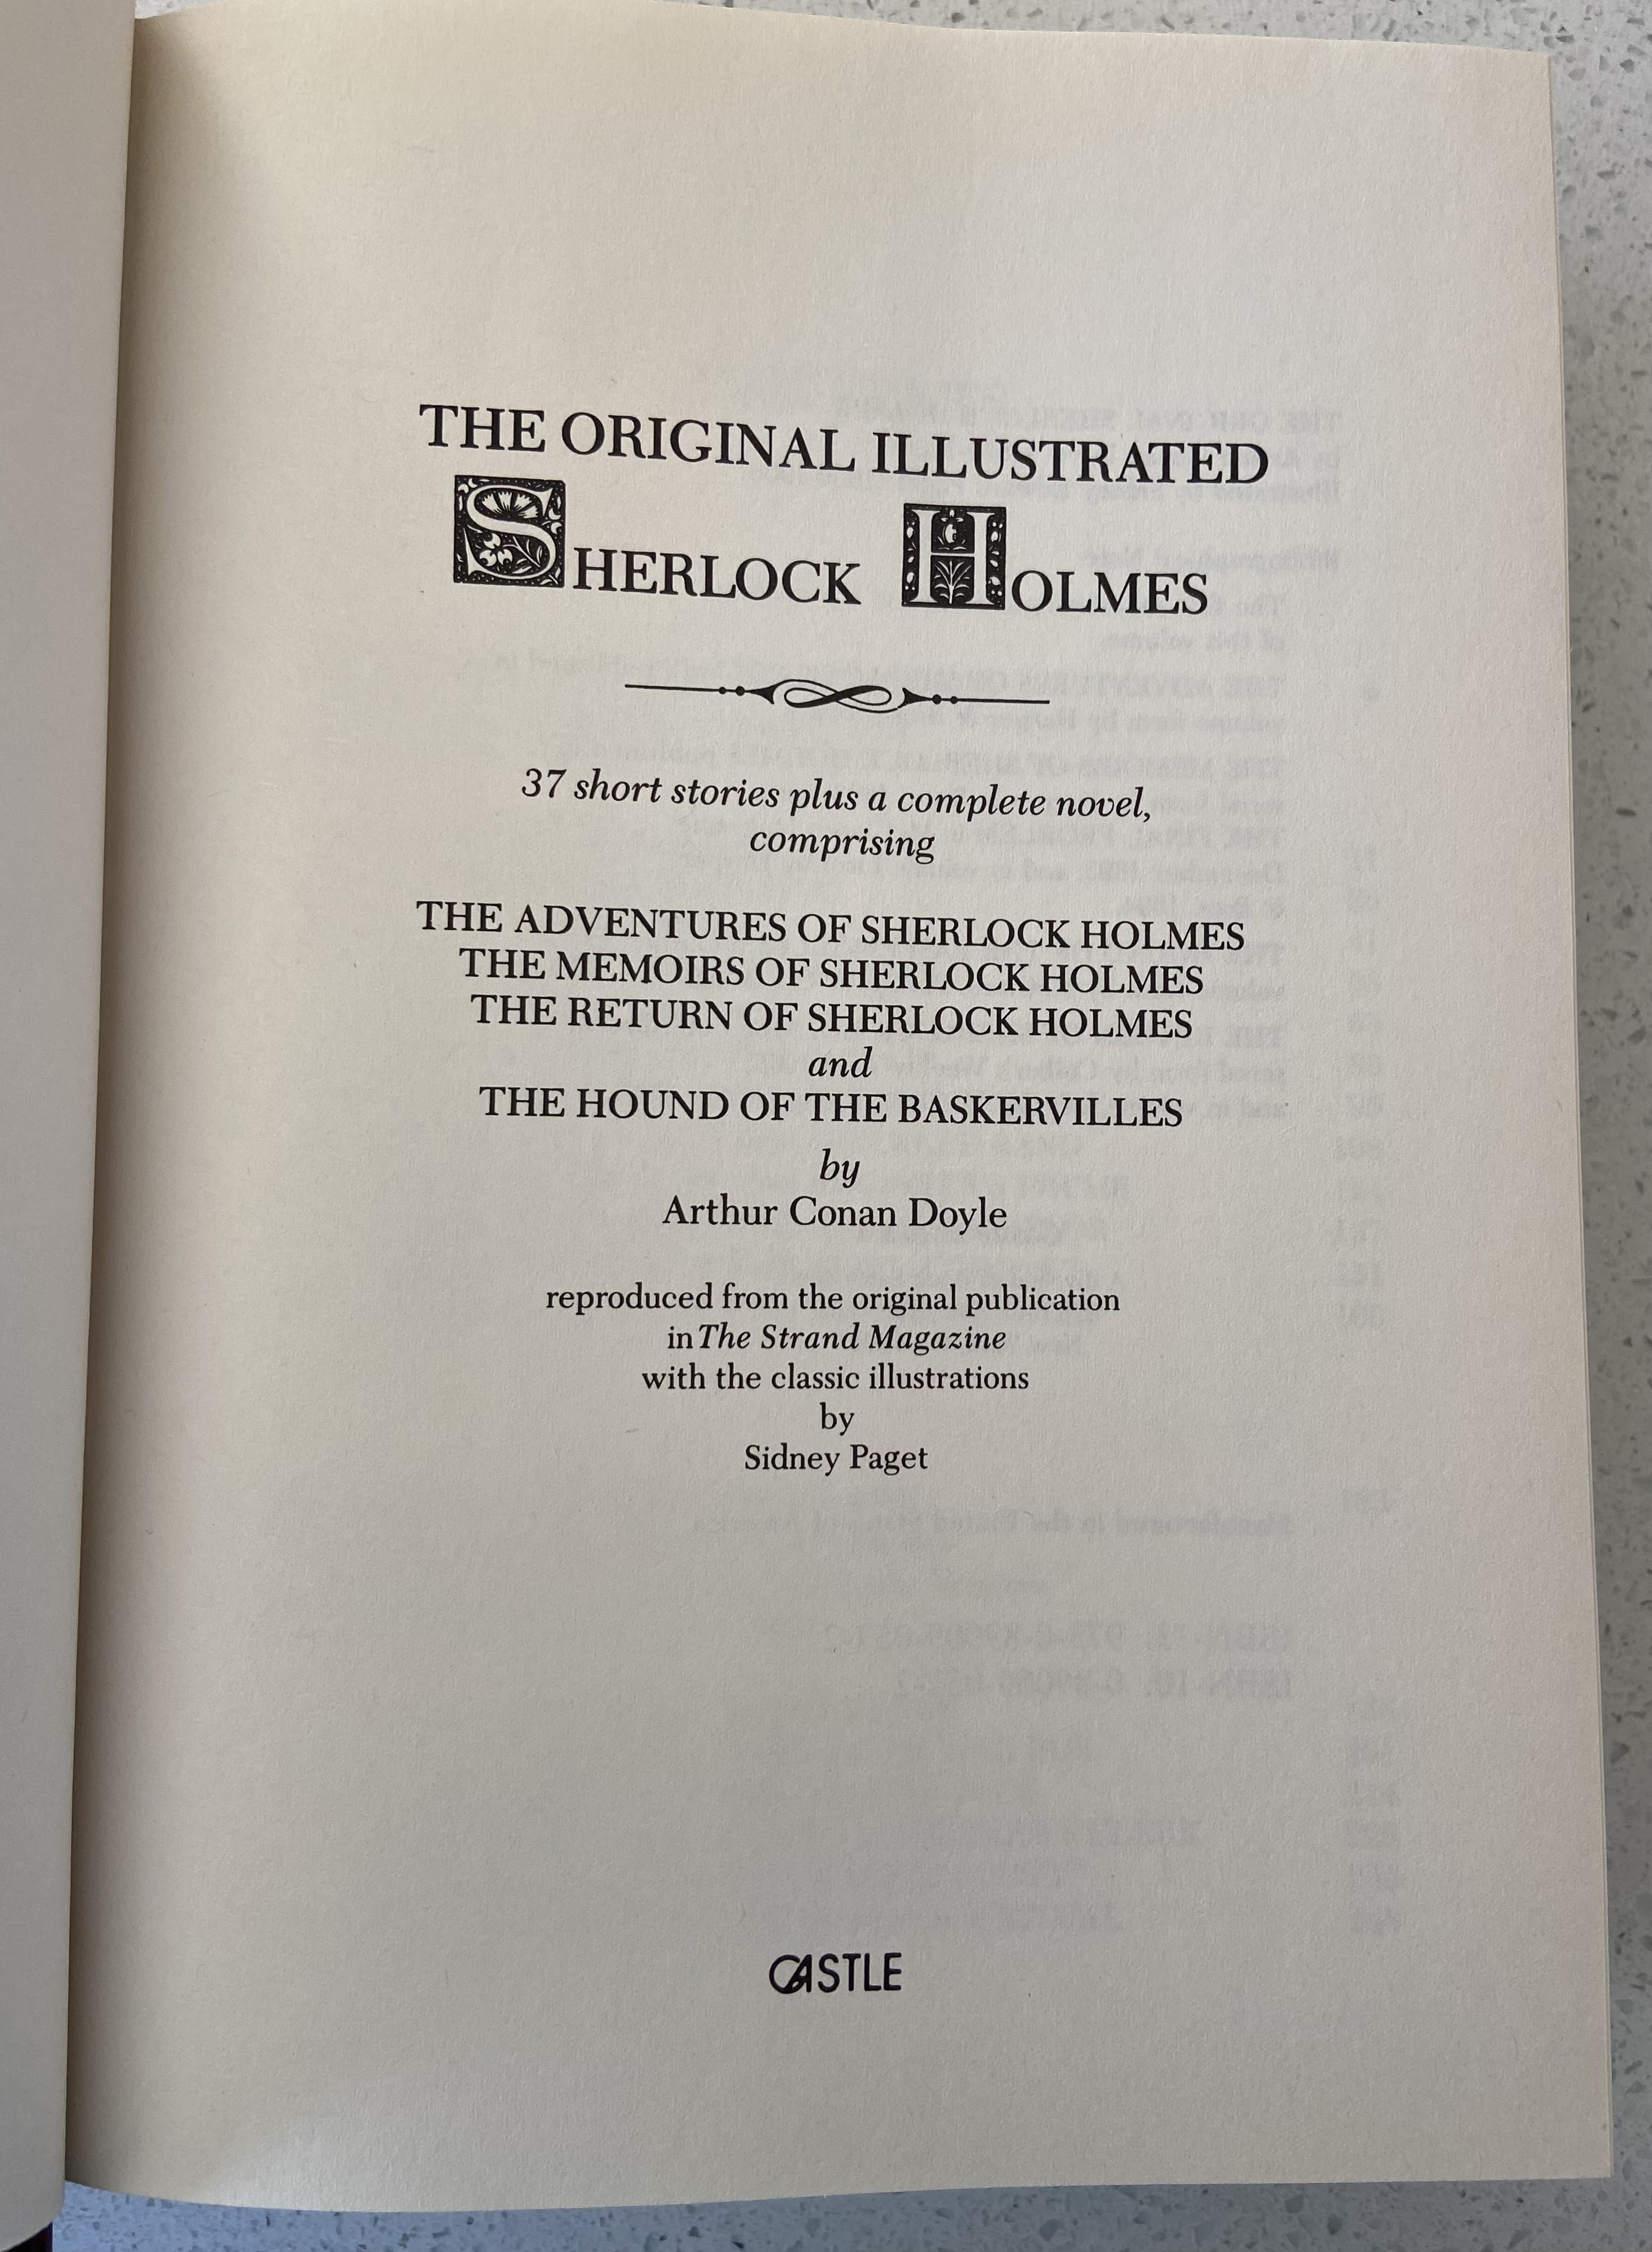 THE ORIGINAL ILLUSTRATED
SHERLOCK HOLMES
37 short stories plus a complete novel,
comprising
THE ADVENTURES OF SHERLOCK HOLMES
THE MEMOIRS OF SHERLOCK HOLMES
THE RETURN OF SHERLOCK HOLMES
and
THE HOUND OF THE BASKERVILLES
by
Arthur Conan Doyle
reproduced from the original publication
in The Strand Magazine
with the classic illustrations
by
Sidney Paget
CASTLE